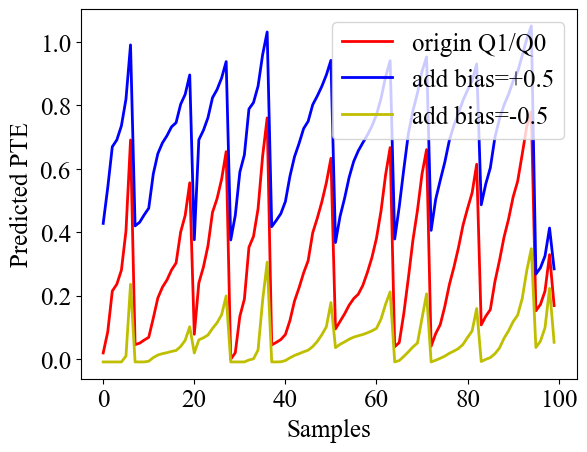 origin Q1/Q0
add bias=+0.5
add bias=-0.5
Predicted PTE
1.0
0.8
0.6
0.4
0.2
0.0
0 20 40 60 80 100
Samples